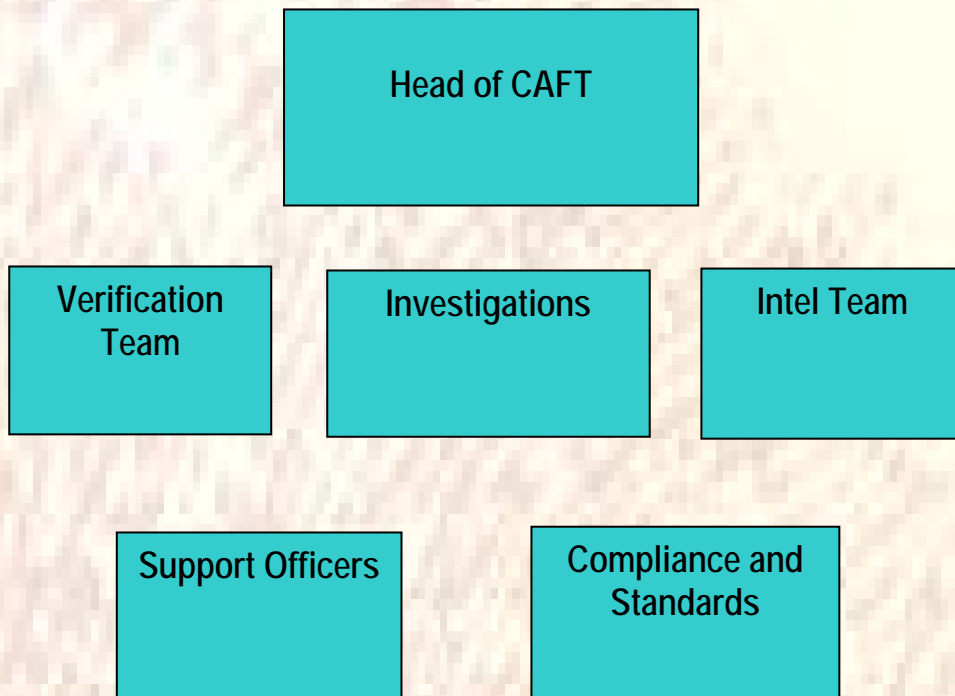 Head of CAFT
Verification
Team
Investigations
Intel Team
Support Officers
Compliance and
Standards